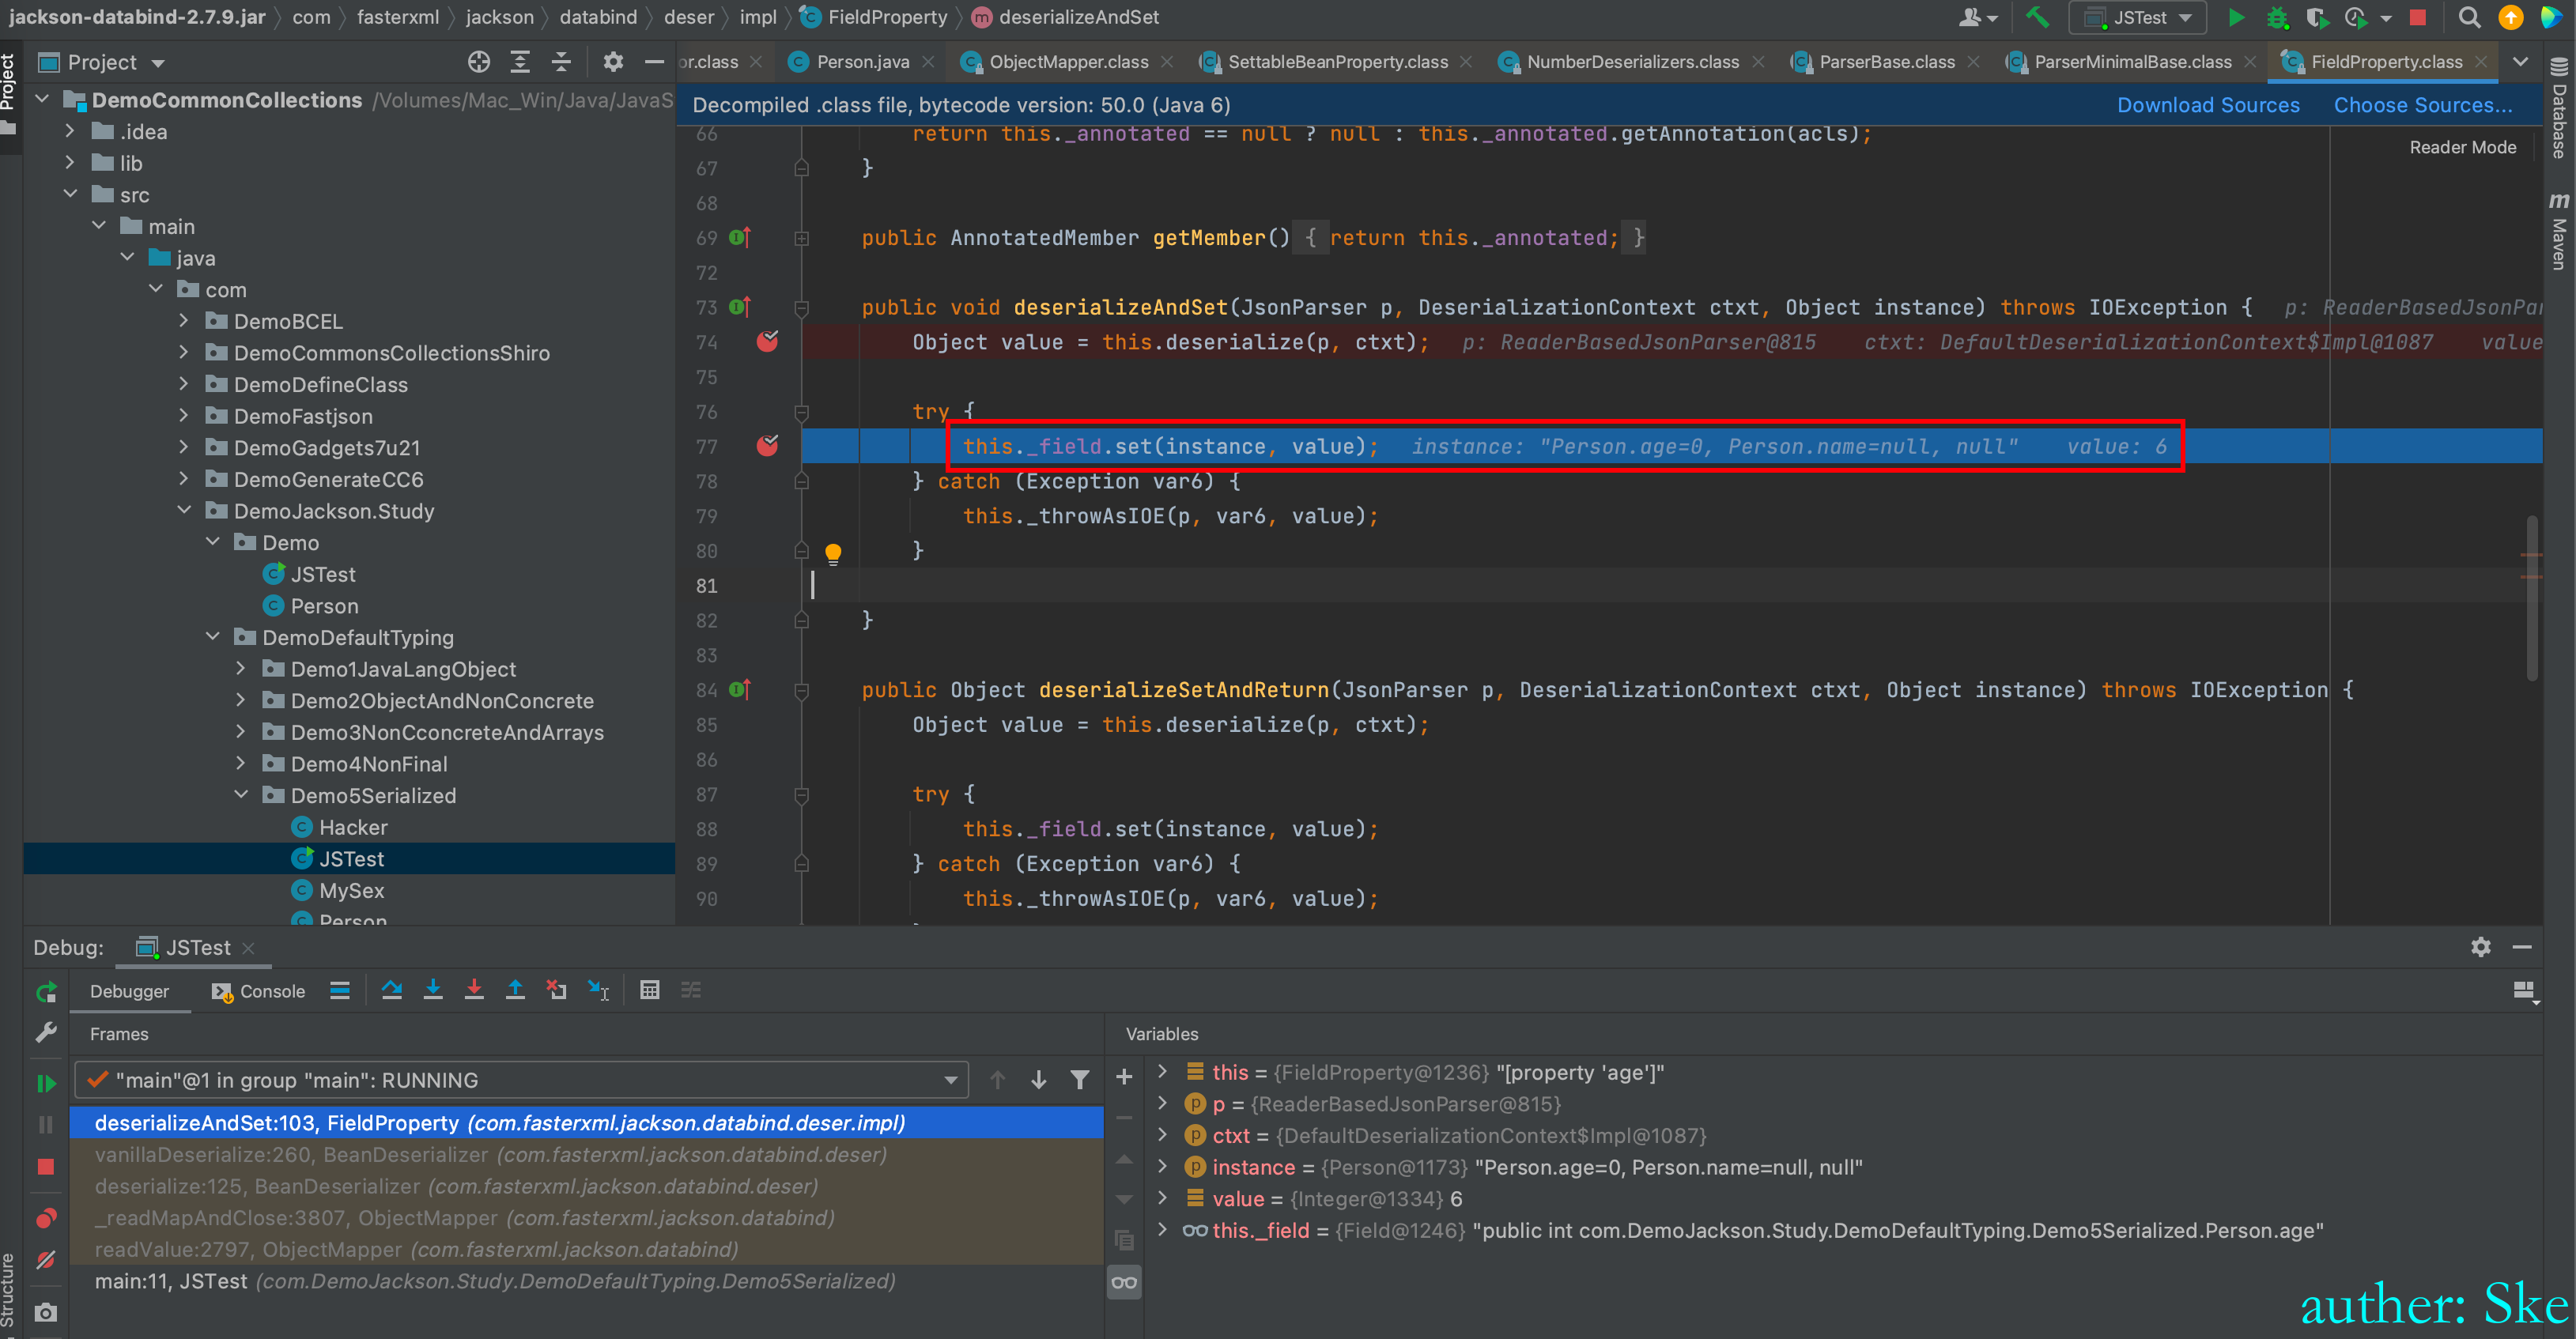 jackson-databind-2.7.9.jar com fasterxml jackson databind deser impl FieldProperty deserializeAndSet JSTest
Project
Project
or.class Person.java ObjectMapper.class SettableBeanProperty.class NumberDeserializers.class ParserBase.class ParserMinimalBase.class FieldProperty.class
Decompiled .class file, bytecode version: 50.0 (Java 6) Download Sources Choose Sources...
Reader Mode
Database
Maven
DemoCommonCollections /Volumes/Mac_Win/Java/JavaS
.idea
lib
src
main
java
com
DemoBCEL
DemoCommonsCollectionsShiro
DemoDefineClass
DemoFastjson
DemoGadgets7u21
DemoGenerateCC6
DemoJackson.Study
Demo
JSTest
Person
DemoDefaultTyping
Demo1JavaLangObject
Demo2ObjectAndNonConcrete
Demo3NonCconcreteAndArrays
Demo4NonFinal
Demo5Serialized
Hacker
JSTest
MySex
Person
66 return this._annotated == null ? null : this._annotated.getAnnotation(acls);
67 }
68
69 public AnnotatedMember getMember() { return this._annotated; }
72
73 public void deserializeAndSet(JsonParser p, DeserializationContext ctxt, Object instance) throws IOException { p: ReaderBasedJsonPar
74 Object value = this.deserialize(p, ctxt); p: ReaderBasedJsonParser@815 ctxt: DefaultDeserializationContext$Impl@1087 value
75
76 try {
77 this._field.set(instance, value); instance: "Person.age=0, Person.name=null, null" value: 6
78 } catch (Exception var6) {
79 this._throwAsIOE(p, var6, value);
80 }
81
82 }
83
84 public Object deserializeSetAndReturn(JsonParser p, DeserializationContext ctxt, Object instance) throws IOException {
85 Object value = this.deserialize(p, ctxt);
86
87 try {
88 this._field.set(instance, value);
89 } catch (Exception var6) {
90 this._throwAsIOE(p, var6, value);
Debug: JSTest
Debugger Console
Frames
"main"@1 in group "main": RUNNING
deserializeAndSet:103, FieldProperty (com.fasterxml.jackson.databind.deser.impl)
vanillaDeserialize:260, BeanDeserializer (com.fasterxml.jackson.databind.deser)
deserialize:125, BeanDeserializer (com.fasterxml.jackson.databind.deser)
_readMapAndClose:3807, ObjectMapper (com.fasterxml.jackson.databind)
readValue:2797, ObjectMapper (com.fasterxml.jackson.databind)
main:11, JSTest (com.DemoJackson.Study.DemoDefaultTyping.Demo5Serialized)
Variables
this = {FieldProperty@1236} "[property 'age']"
p = {ReaderBasedJsonParser@815}
ctxt = {DefaultDeserializationContext$Impl@1087}
instance = {Person@1173} "Person.age=0, Person.name=null, null"
value = {Integer@1334} 6
this._field = {Field@1246} "public int com.DemoJackson.Study.DemoDefaultTyping.Demo5Serialized.Person.age"
Structure
auther: Ske